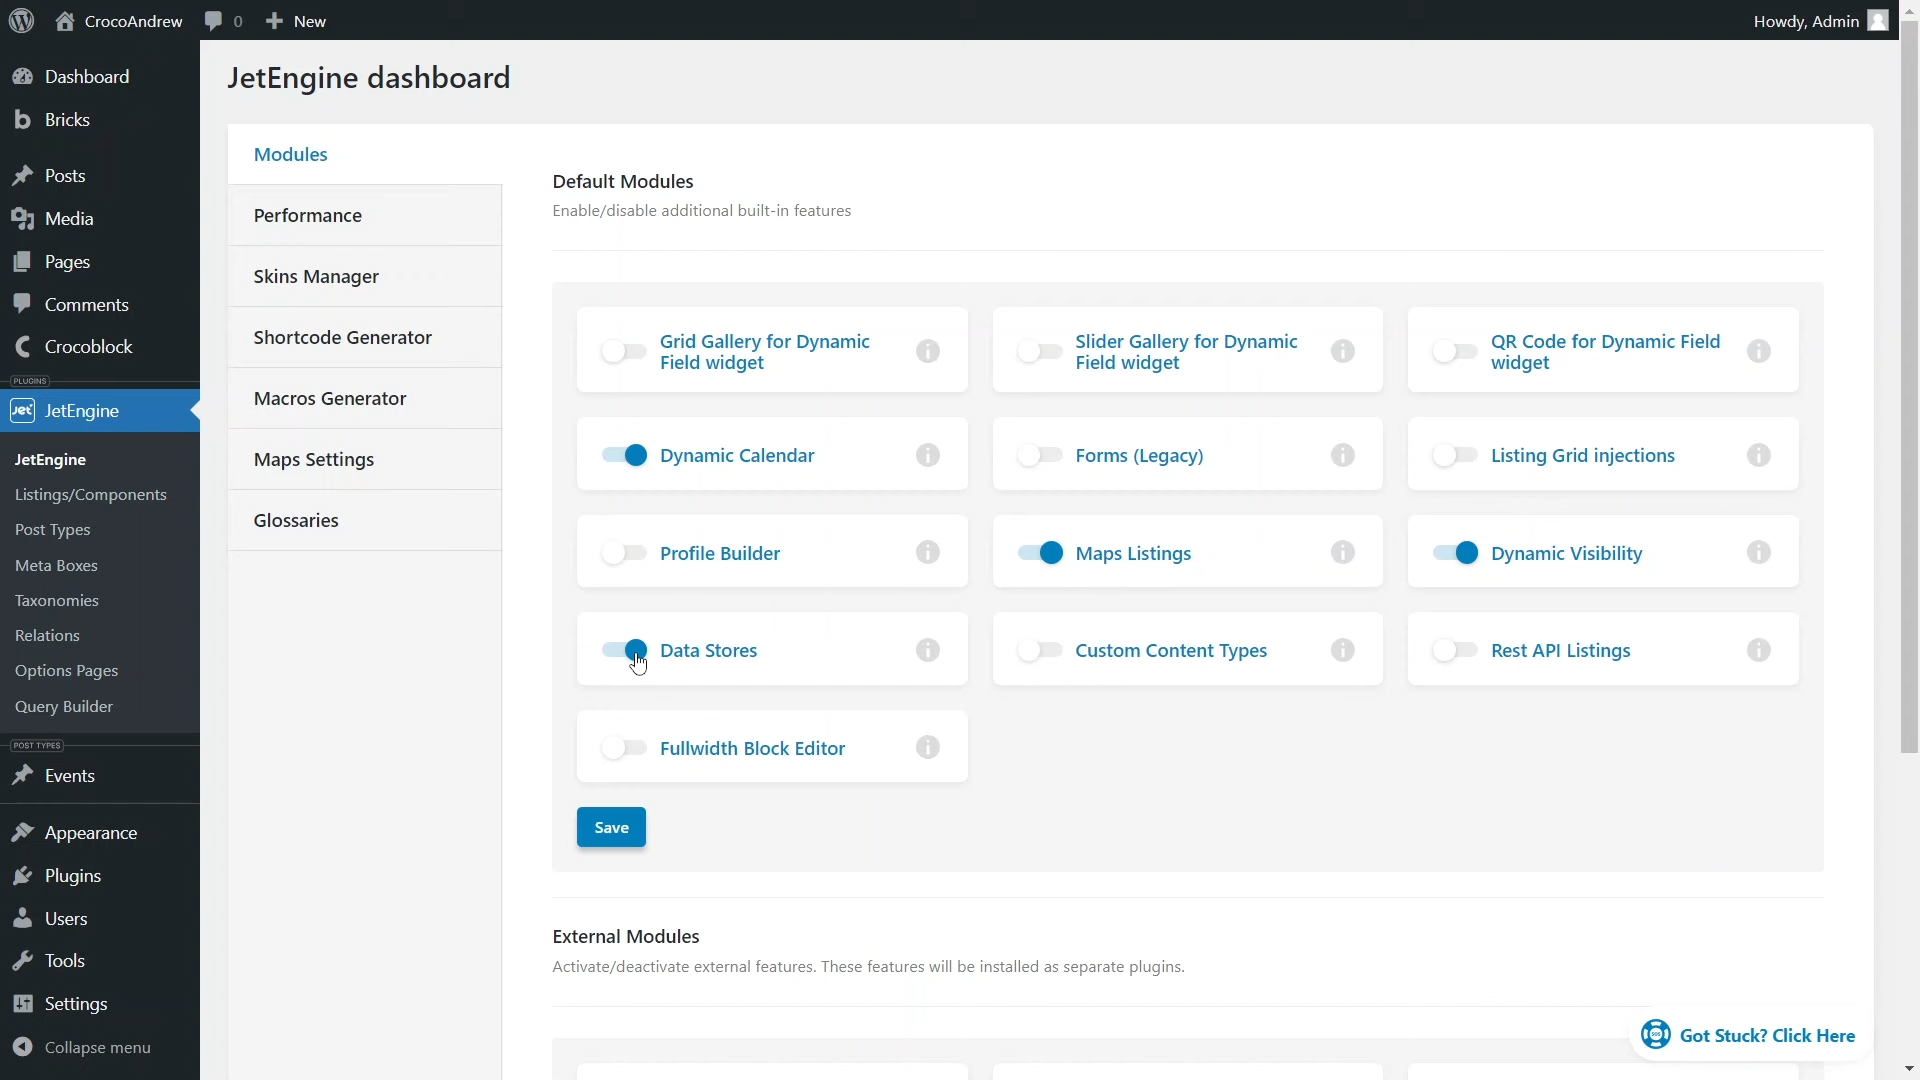 CrocoAndrew
0
New
Howdy, Admin
Dashboard
Bricks
Posts
Media
Pages
Comments
Crocoblock
PLUGINS
Jet
JetEngine
JetEngine
Listings/Components
Post Types
Meta Boxes
Taxonomies
Relations
Options Pages
Query Builder
POST TYPES
Events
Appearance
Plugins
Users
Tools
Settings
Collapse menu
JetEngine dashboard
Modules
Performance
Skins Manager
Shortcode Generator
Macros Generator
Maps Settings
Glossaries
Default Modules
Enable/disable additional built-in features
Grid Gallery for Dynamic
Field widget
Slider Gallery for Dynamic
Field widget
QR Code for Dynamic Field
widget
Dynamic Calendar
Forms (Legacy)
Listing Grid injections
Profile Builder
Maps Listings
Dynamic Visibility
Data Stores
Custom Content Types
Rest API Listings
Fullwidth Block Editor
Save
External Modules
Activate/deactivate external features. These features will be installed as separate plugins.
SOS
Got Stuck? Click Here